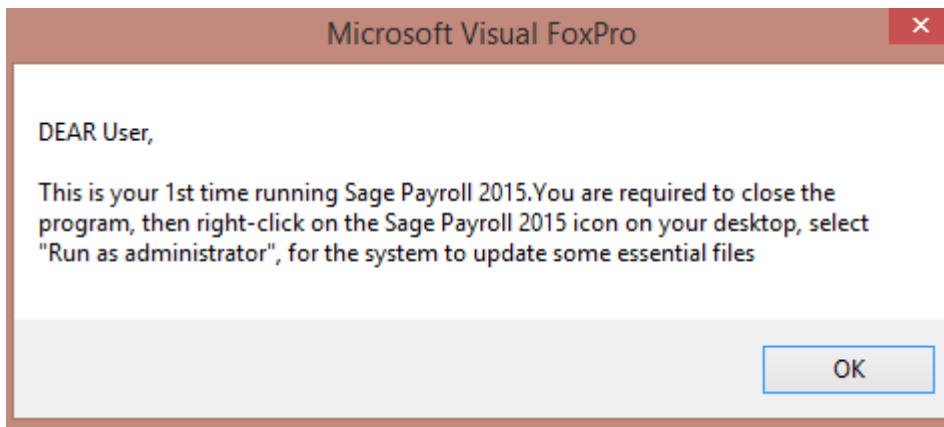 Microsoft Visual FoxPro
DEAR User,
This is your 1st time running Sage Payroll 2015.You are required to close the
program, then right-click on the Sage Payroll 2015 icon on your desktop, select
"Run as administrator", for the system to update some essential files
OK